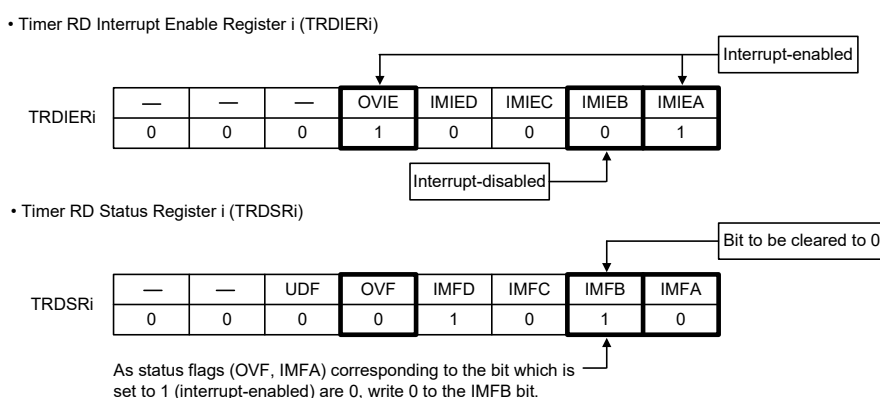 • Timer RD Interrupt Enable Register i (TRDIERi)
Interrupt-enabled
TRDIERi
— — — OVIE IMIED IMIEC IMIEB IMIEA
0 0 0 1 0 0 0 1
Interrupt-disabled
• Timer RD Status Register i (TRDSRi)
Bit to be cleared to 0
TRDSRi
— — UDF OVF IMFD IMFC IMFB IMFA
0 0 0 0 1 0 1 0
As status flags (OVF, IMFA) corresponding to the bit which is
set to 1 (interrupt-enabled) are 0, write 0 to the IMFB bit.